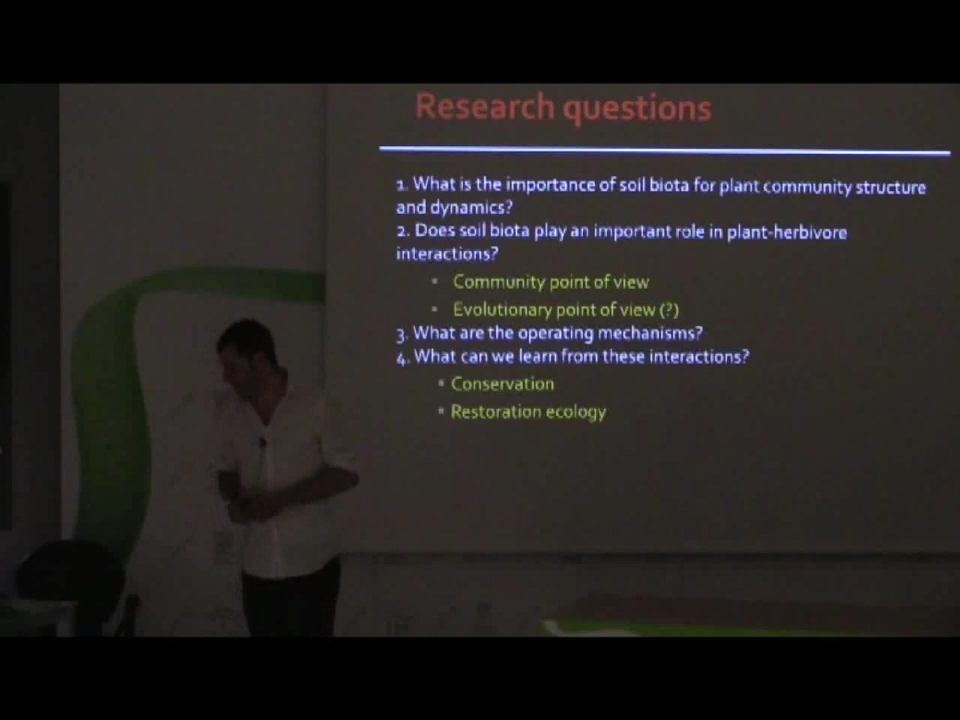 Research questions
1. What is the importance of soil biota for plant community structure
and dynamics?
2. Does soil biota play an important role in plant-herbivore
interactions?
▪ Community point of view
▪ Evolutionary point of view (?)
3. What are the operating mechanisms?
4. What can we learn from these interactions?
▪ Conservation
▪ Restoration ecology